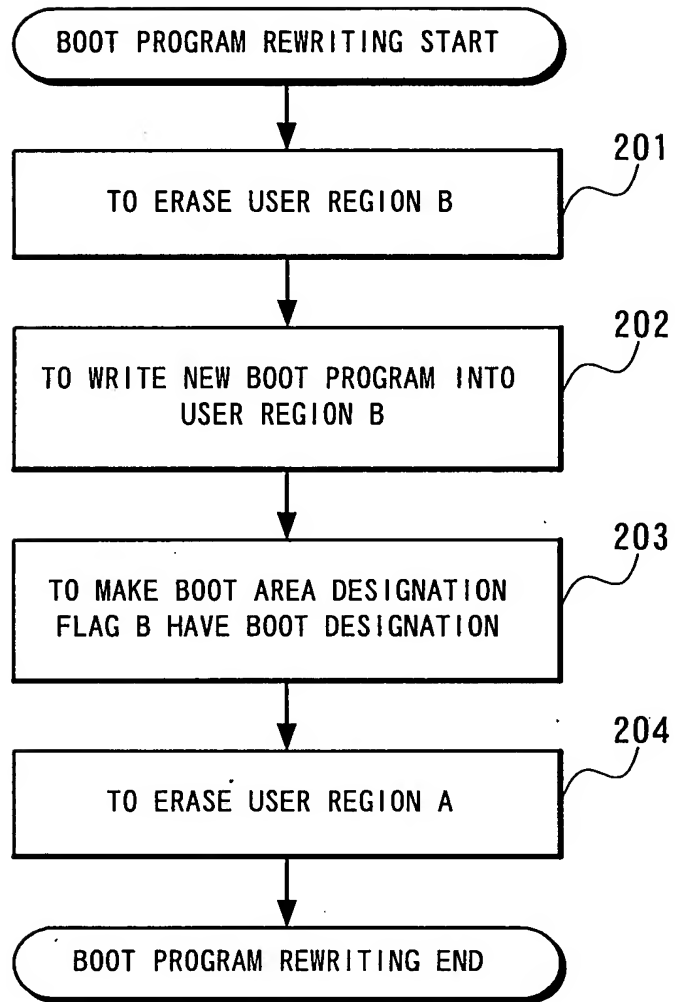 BOOT PROGRAM REWRITING START
201
TO ERASE USER REGION B
202
TO WRITE NEW BOOT PROGRAM INTO
USER REGION B
203
TO MAKE BOOT AREA DESIGNATION
FLAG B HAVE BOOT DESIGNATION
204
TO ERASE USER REGION A
BOOT PROGRAM REWRITING END